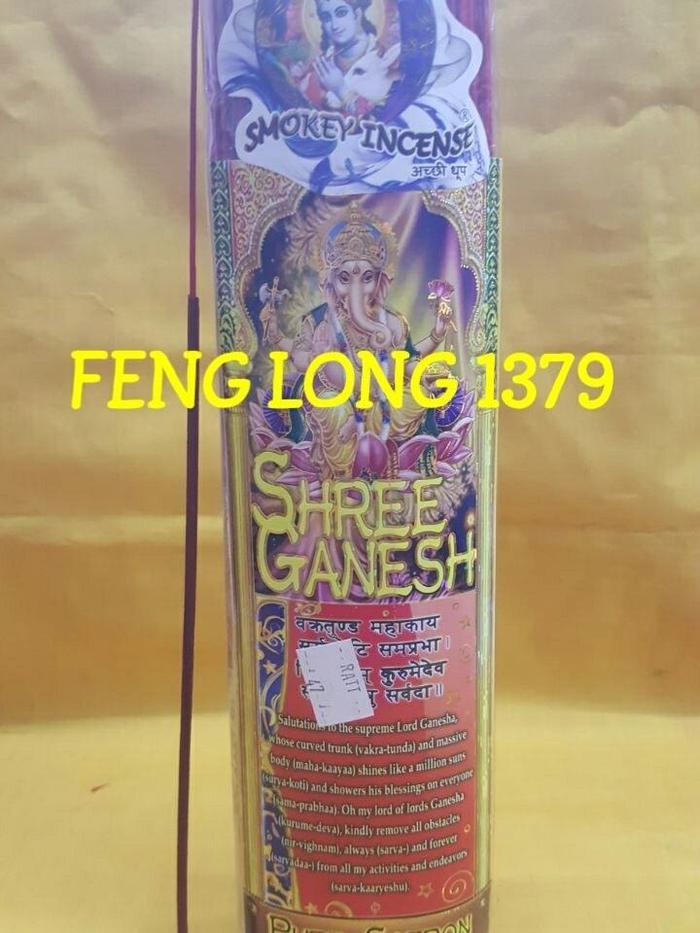 SMOKEY INCENSE®
अच्छी धूप
FENG LONG 1379
SHREE
GANESH
वक्रतुण्ड महाकाय
समप्रभा।
कुरुमेदेव
सर्वदा॥
Salutations to the supreme Lord Ganesha,
whose curved trunk (vakra-tunda) and massive
body (maha-kaayaa) shines like a million suns
(surya-koti) and showers his blessings on everyone
(sama-prabhaa). Oh my lord of lords Ganesha
(kurume-deva), kindly remove all obstacles
(nir-vighnam), always (sarva-) and forever
(sarvadaa-) from all my activities and endeavors
(sarva-kaaryeshu).